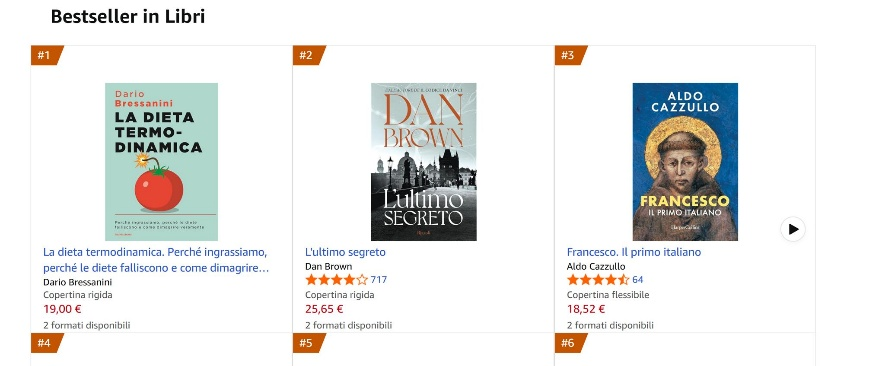 Bestseller in Libri
#1
Dario
Bressanini
LA DIETA
TERMO-
DINAMICA
Perché ingrassiamo, perché le diete
falliscono e come dimagrire veramente
La dieta termodinamica. Perché ingrassiamo,
perché le diete falliscono e come dimagrire…
Dario Bressanini
Copertina rigida
19,00 €
2 formati disponibili
#2
DAN
BROWN
L'ultimo
SEGRETO
Rizzoli
L'ultimo segreto
Dan Brown
717
Copertina rigida
25,65 €
2 formati disponibili
#3
ALDO
CAZZULLO
FRANCESCO
IL PRIMO ITALIANO
HarperCollins
Francesco. Il primo italiano
Aldo Cazzullo
64
Copertina flessibile
18,52 €
2 formati disponibili
#4
#5
#6